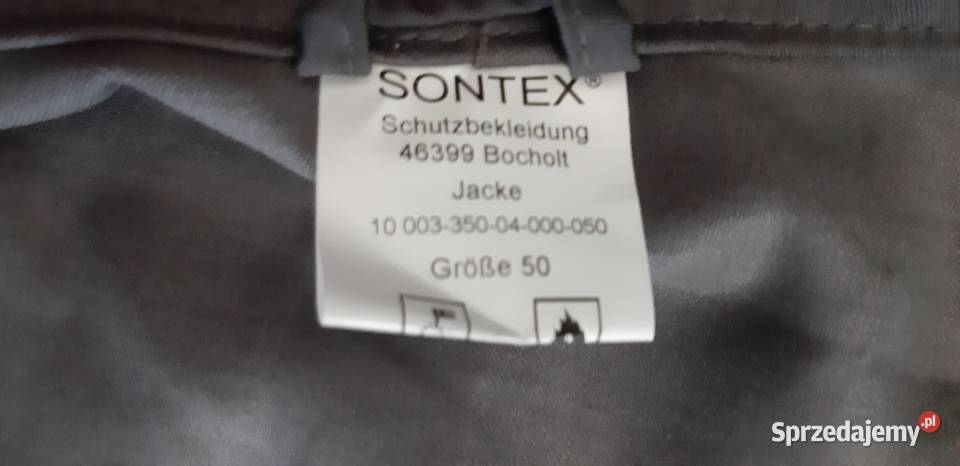 SONTEX®
Schutzbekleidung
46399 Bocholt
Jacke
10 003-350-04-000-050
Größe 50
Sprzedajemy.pl